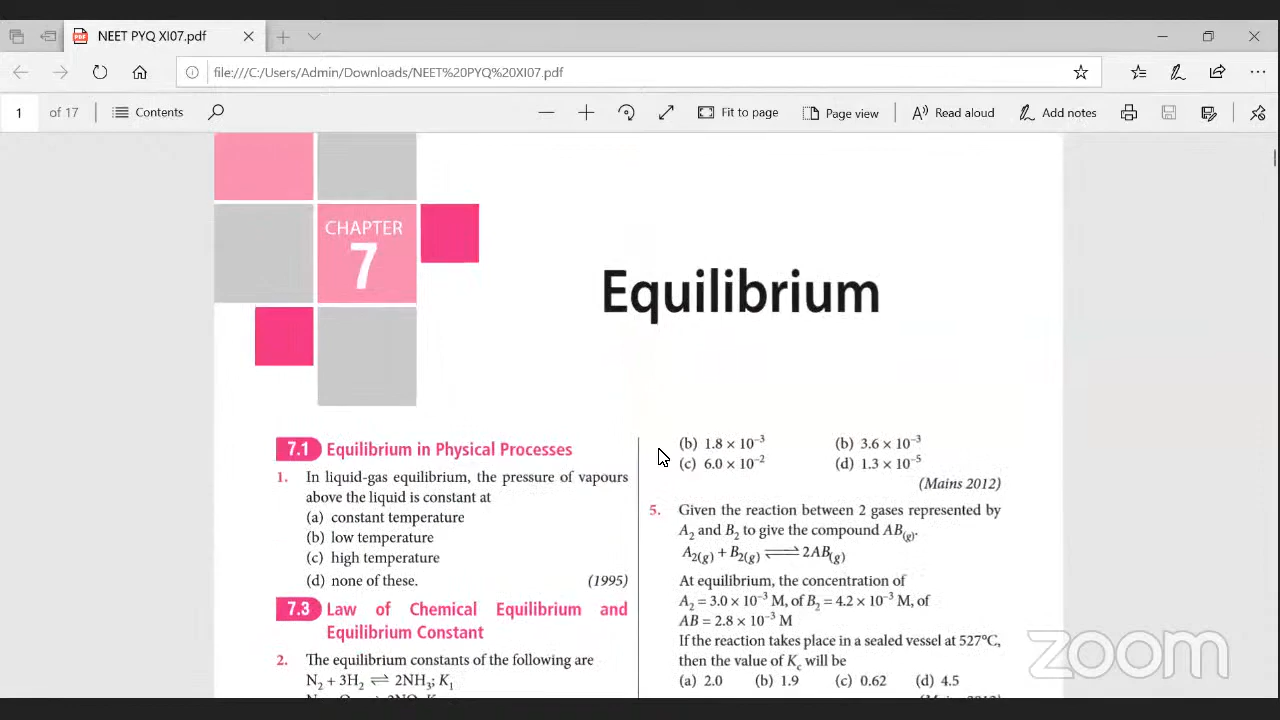 NEET PYQ XI07.pdf
file:///C:/Users/Admin/Downloads/NEET%20PYQ%20XI07.pdf
1 of 17 Contents Fit to page Page view Read aloud Add notes
CHAPTER
7
Equilibrium
7.1 Equilibrium in Physical Processes
1. In liquid-gas equilibrium, the pressure of vapours
above the liquid is constant at
(a) constant temperature
(b) low temperature
(c) high temperature
(d) none of these. (1995)
7.3 Law of Chemical Equilibrium and
Equilibrium Constant
2. The equilibrium constants of the following are
N₂ + 3H₂ ⇌ 2NH₃; K₁
(b) 1.8 × 10⁻³ (b) 3.6 × 10⁻³
(c) 6.0 × 10⁻² (d) 1.3 × 10⁻⁵
(Mains 2012)
5. Given the reaction between 2 gases represented by
A₂ and B₂ to give the compound AB(g).
A₂(g) + B₂(g) ⇌ 2AB(g)
At equilibrium, the concentration of
A₂ = 3.0 × 10⁻³ M, of B₂ = 4.2 × 10⁻³ M, of
AB = 2.8 × 10⁻³ M
If the reaction takes place in a sealed vessel at 527°C,
then the value of Kc will be
(a) 2.0 (b) 1.9 (c) 0.62 (d) 4.5
zoom